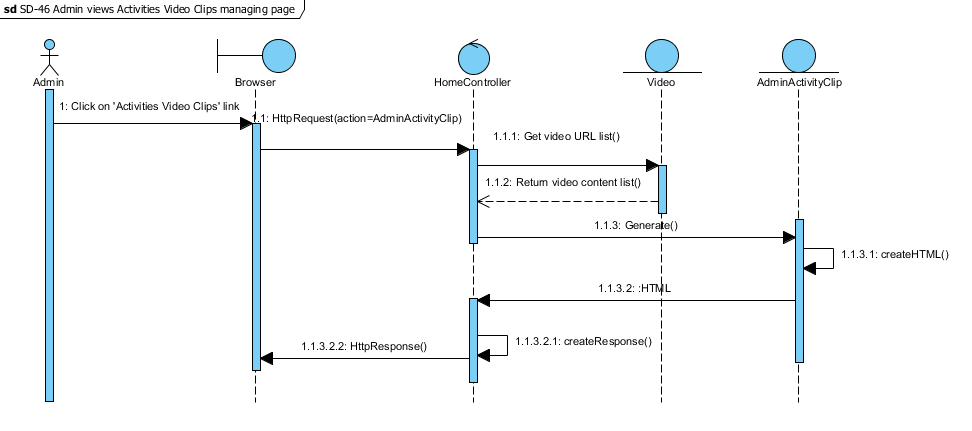 sd SD-46 Admin views Activities Video Clips managing page
Admin
Browser
HomeController
Video
AdminActivityClip
1: Click on 'Activities Video Clips' link
1.1: HttpRequest(action=AdminActivityClip)
1.1.1: Get video URL list()
1.1.2: Return video content list()
1.1.3: Generate()
1.1.3.1: createHTML()
1.1.3.2: :HTML
1.1.3.2.1: createResponse()
1.1.3.2.2: HttpResponse()